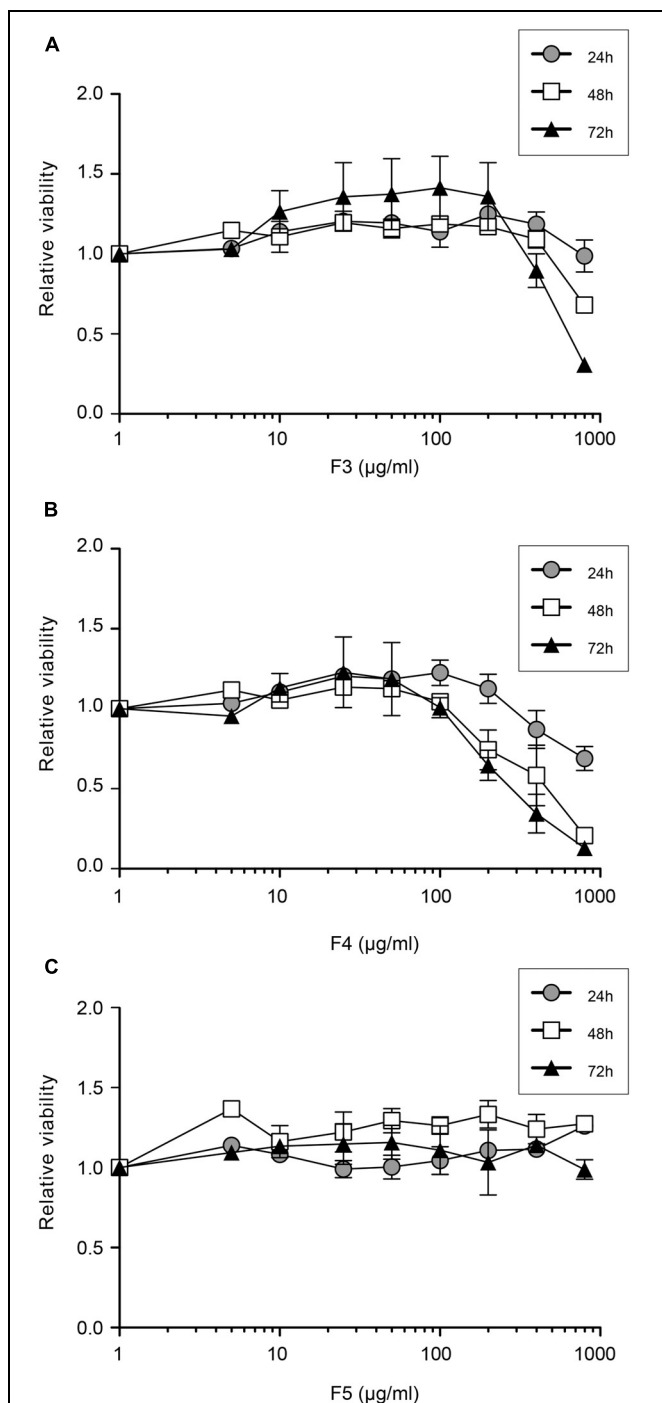 A
24h
48h
72h
2.0
1.5
1.0
0.5
0.0
Relative viability
1 10 100 1000
F3 (µg/ml)
B
24h
48h
72h
2.0
1.5
1.0
0.5
0.0
Relative viability
1 10 100 1000
F4 (µg/ml)
C
24h
48h
72h
2.0
1.5
1.0
0.5
0.0
Relative viability
1 10 100 1000
F5 (µg/ml)